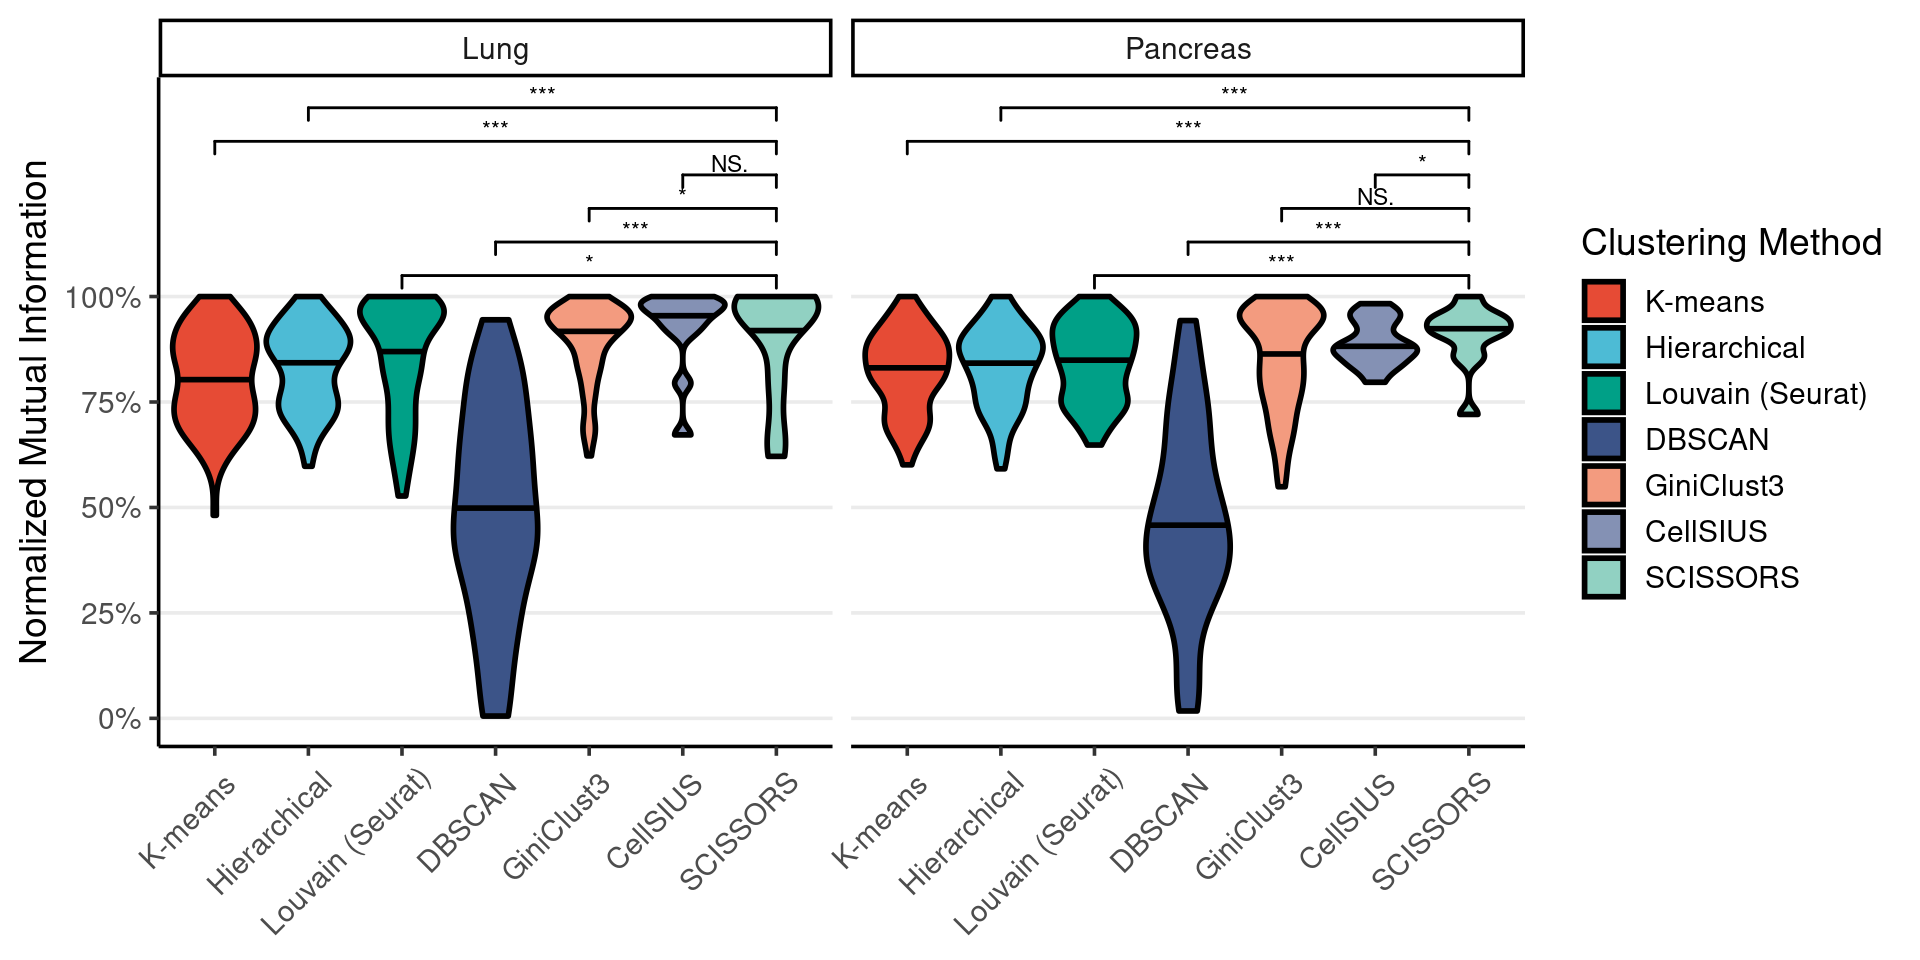 Lung
Pancreas
***
***
NS.
*
***
*
***
***
*
NS.
***
***
Normalized Mutual Information
100%
75%
50%
25%
0%
K-means
Hierarchical
Louvain (Seurat)
DBSCAN
GiniClust3
CellSIUS
SCISSORS
K-means
Hierarchical
Louvain (Seurat)
DBSCAN
GiniClust3
CellSIUS
SCISSORS
Clustering Method
K-means
Hierarchical
Louvain (Seurat)
DBSCAN
GiniClust3
CellSIUS
SCISSORS